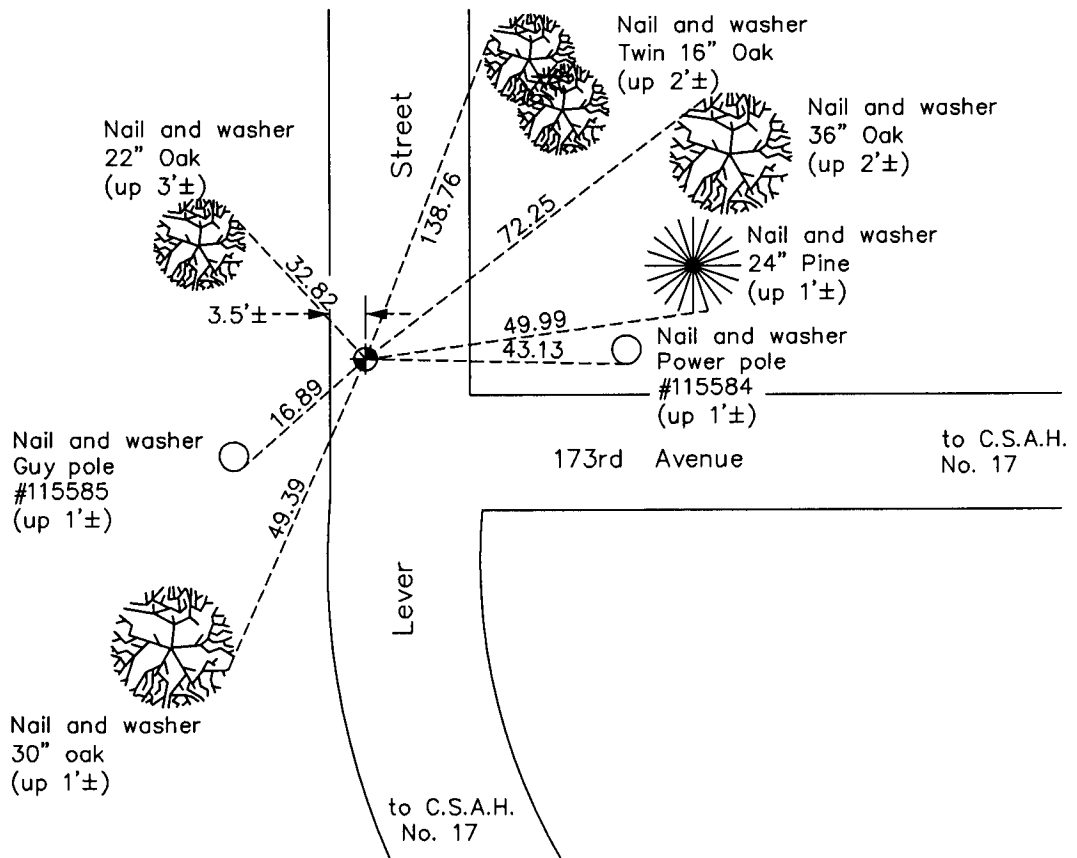 Nail and washer
Twin 16" Oak
(up 2'±)
Nail and washer
36" Oak
(up 2'±)
Nail and washer
22" Oak
(up 3'±)
Street
138.76
72.25
Nail and washer
24" Pine
(up 1'±)
32.82
3.5'±
49.99
43.13
Nail and washer
Power pole
#115584
(up 1'±)
16.89
Nail and washer
Guy pole
#115585
(up 1'±)
173rd Avenue
to C.S.A.H.
No. 17
49.39
Lever
Nail and washer
30" oak
(up 1'±)
to C.S.A.H.
No. 17